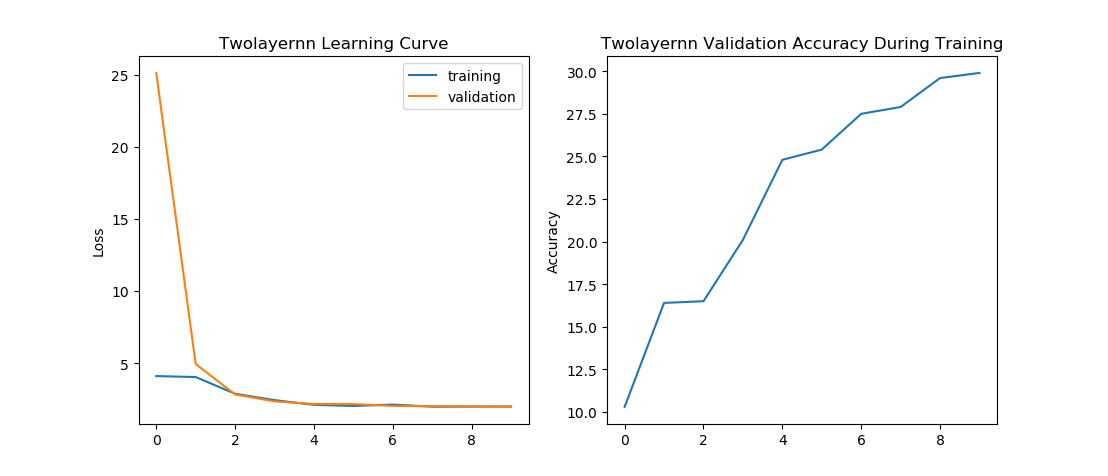 Twolayernn Learning Curve
training
validation
Loss
25
20
15
10
5
0 2 4 6 8
Twolayernn Validation Accuracy During Training
Accuracy
30.0
27.5
25.0
22.5
20.0
17.5
15.0
12.5
10.0
0 2 4 6 8